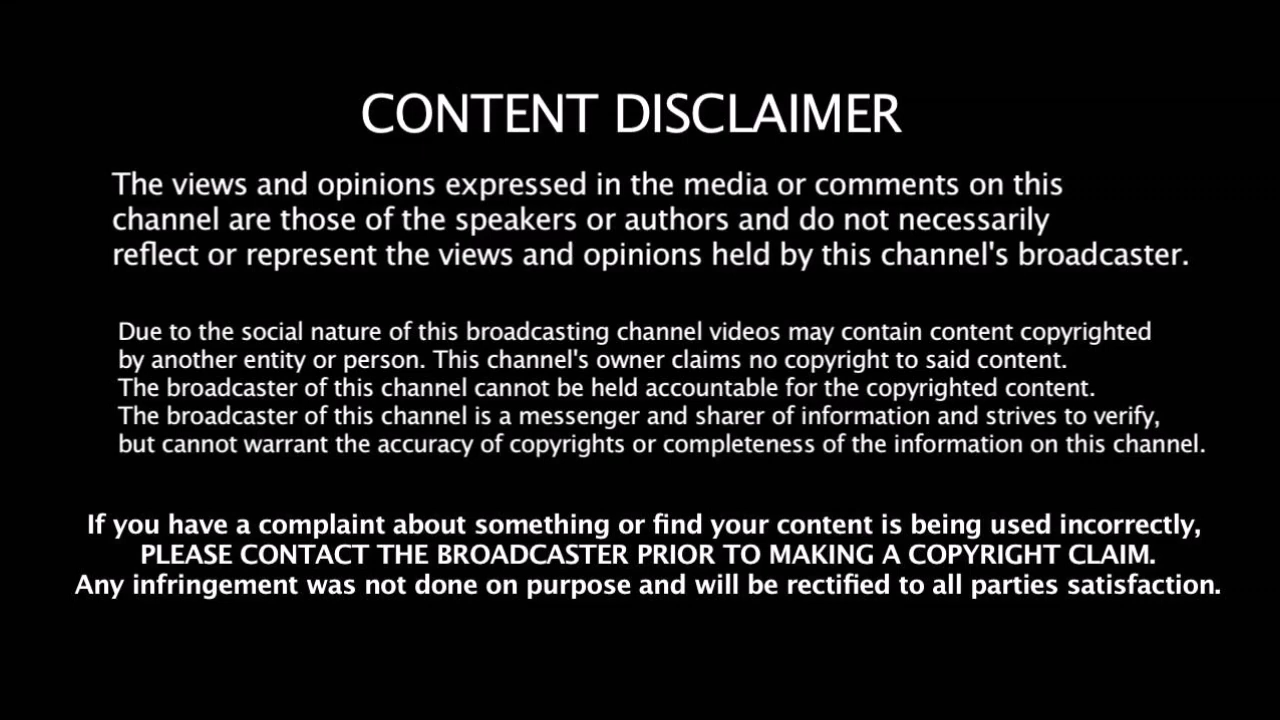 CONTENT DISCLAIMER
The views and opinions expressed in the media or comments on this
channel are those of the speakers or authors and do not necessarily
reflect or represent the views and opinions held by this channel's broadcaster.
Due to the social nature of this broadcasting channel videos may contain content copyrighted
by another entity or person. This channel's owner claims no copyright to said content.
The broadcaster of this channel cannot be held accountable for the copyrighted content.
The broadcaster of this channel is a messenger and sharer of information and strives to verify,
but cannot warrant the accuracy of copyrights or completeness of the information on this channel.
If you have a complaint about something or find your content is being used incorrectly,
PLEASE CONTACT THE BROADCASTER PRIOR TO MAKING A COPYRIGHT CLAIM.
Any infringement was not done on purpose and will be rectified to all parties satisfaction.